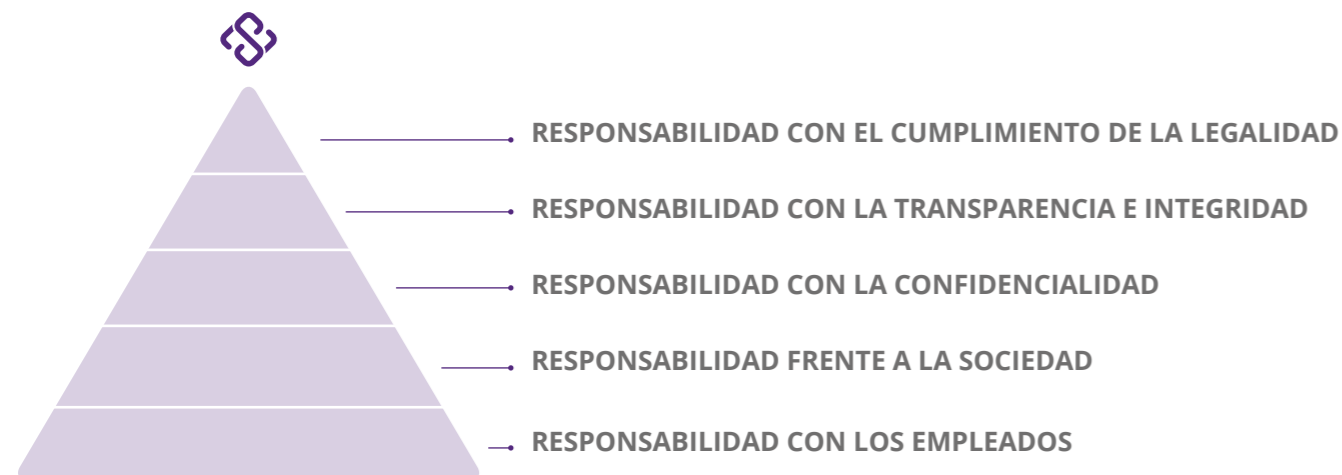 RESPONSABILIDAD CON EL CUMPLIMIENTO DE LA LEGALIDAD
RESPONSABILIDAD CON LA TRANSPARENCIA E INTEGRIDAD
RESPONSABILIDAD CON LA CONFIDENCIALIDAD
RESPONSABILIDAD FRENTE A LA SOCIEDAD
RESPONSABILIDAD CON LOS EMPLEADOS